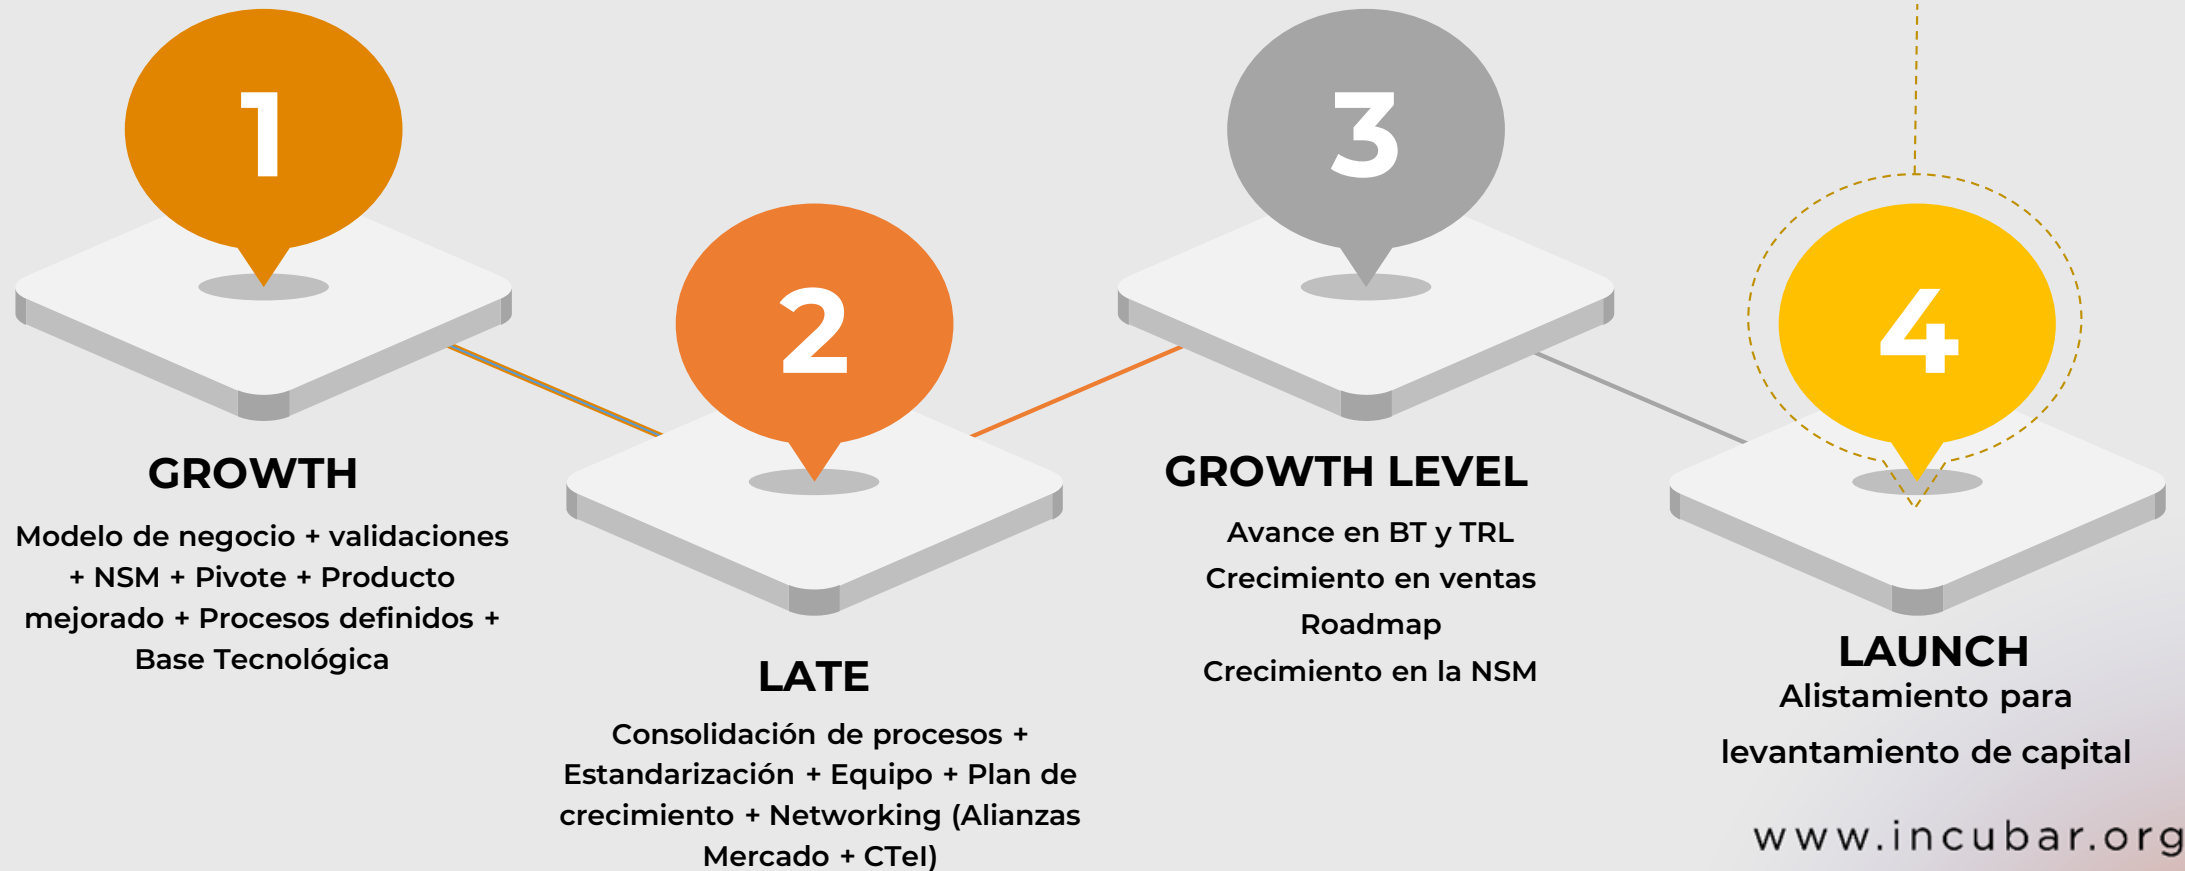 1
GROWTH
Modelo de negocio + validaciones
+ NSM + Pivote + Producto
mejorado + Procesos definidos +
Base Tecnológica
2
LATE
Consolidación de procesos +
Estandarización + Equipo + Plan de
crecimiento + Networking (Alianzas
Mercado + CTeI)
3
GROWTH LEVEL
Avance en BT y TRL
Crecimiento en ventas
Roadmap
Crecimiento en la NSM
4
LAUNCH
Alistamiento para
levantamiento de capital
www.incubar.org